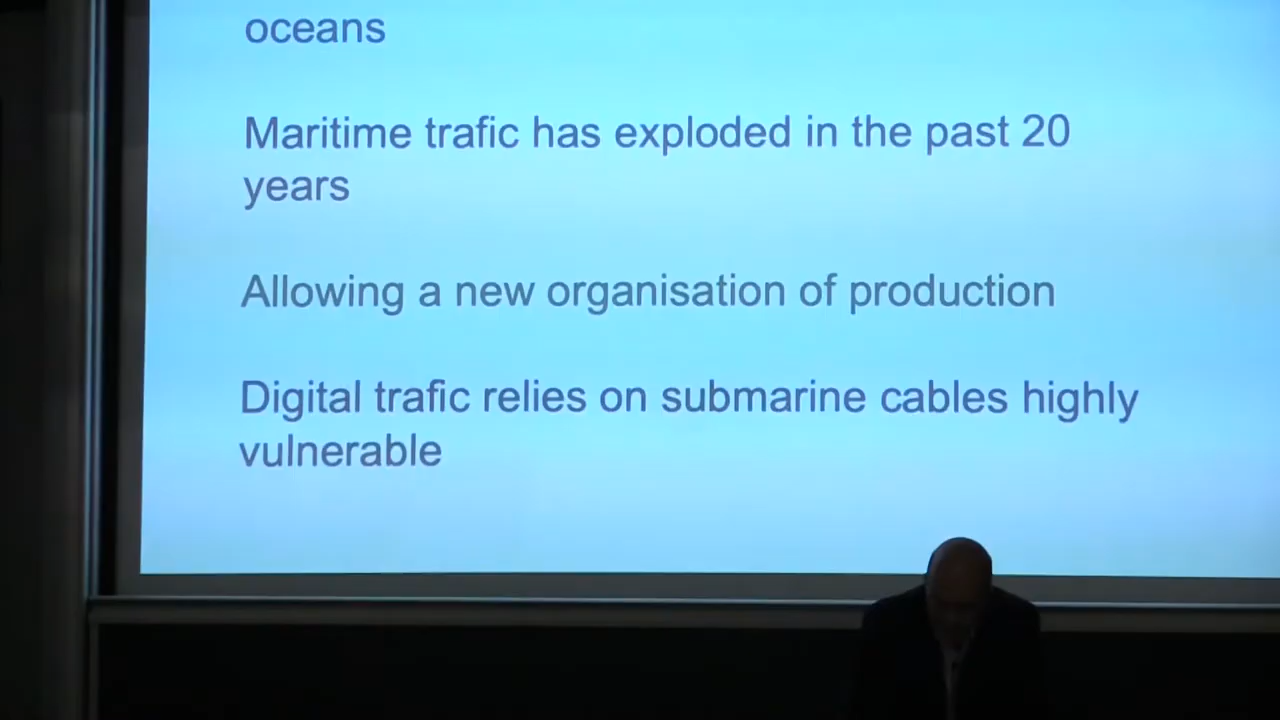 oceans
Maritime trafic has exploded in the past 20
years
Allowing a new organisation of production
Digital trafic relies on submarine cables highly
vulnerable